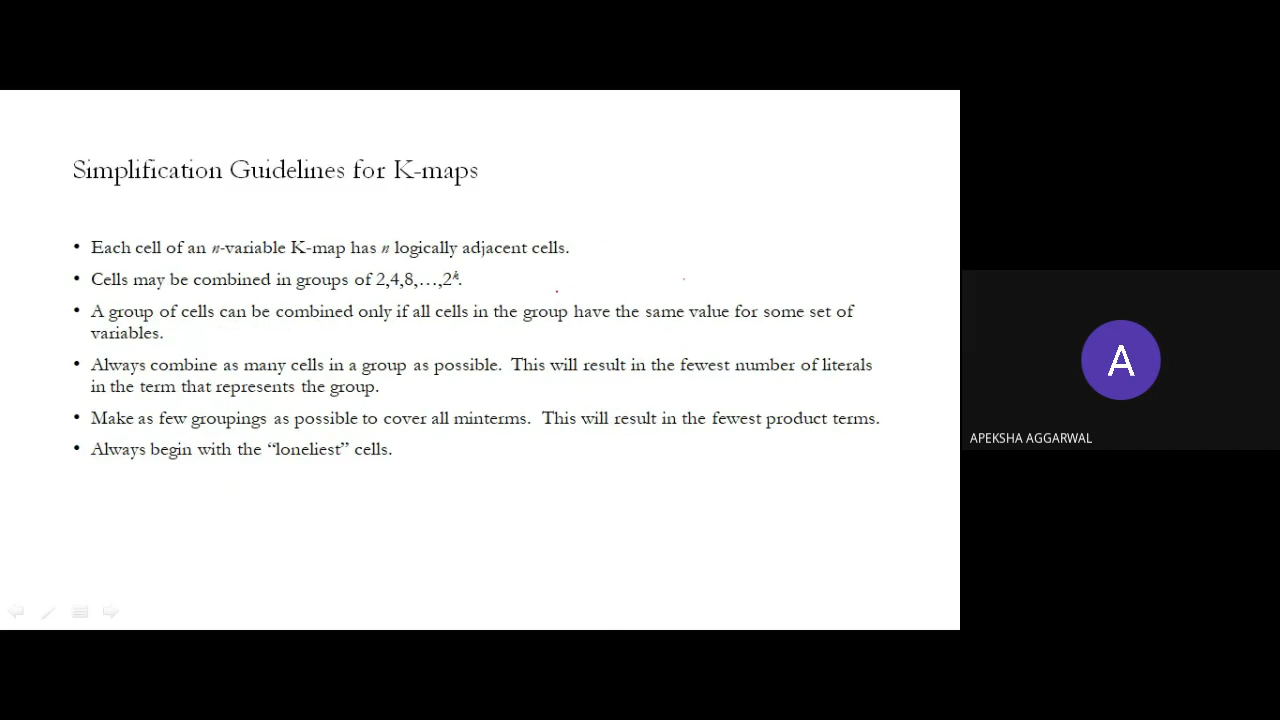 Simplification Guidelines for K-maps
• Each cell of an n-variable K-map has n logically adjacent cells.
• Cells may be combined in groups of 2,4,8,…,2ᵏ.
• A group of cells can be combined only if all cells in the group have the same value for some set of
variables.
• Always combine as many cells in a group as possible.  This will result in the fewest number of literals
in the term that represents the group.
• Make as few groupings as possible to cover all minterms.  This will result in the fewest product terms.
• Always begin with the “loneliest” cells.
A
APEKSHA AGGARWAL